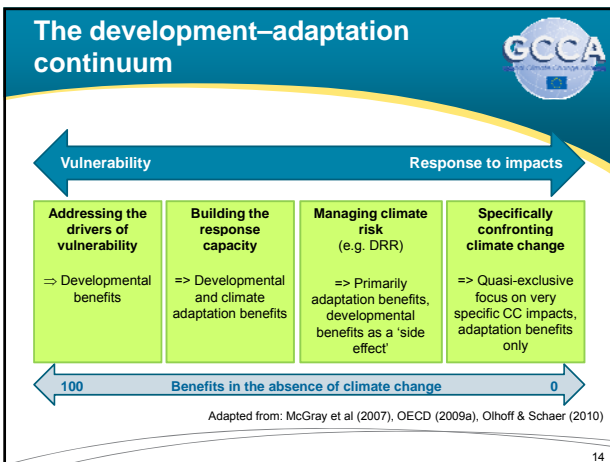 The development–adaptation
continuum
GCCA
Vulnerability
Response to impacts
Addressing the
drivers of
vulnerability
⇒ Developmental
benefits
Building the
response
capacity
=> Developmental
and climate
adaptation benefits
Managing climate
risk
(e.g. DRR)
=> Primarily
adaptation benefits,
developmental
benefits as a ‘side
effect’
Specifically
confronting
climate change
=> Quasi-exclusive
focus on very
specific CC impacts,
adaptation benefits
only
100 Benefits in the absence of climate change 0
Adapted from: McGray et al (2007), OECD (2009a), Olhoff & Schaer (2010)
14